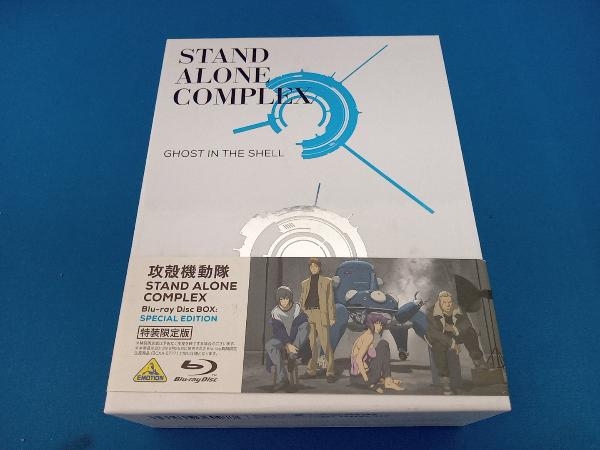 STAND
ALONE
COMPLEX
GHOST IN THE SHELL
攻殻機動隊
STAND ALONE
COMPLEX
Blu-ray Disc BOX:
SPECIAL EDITION
特装限定版
EMOTION
Blu-ray Disc